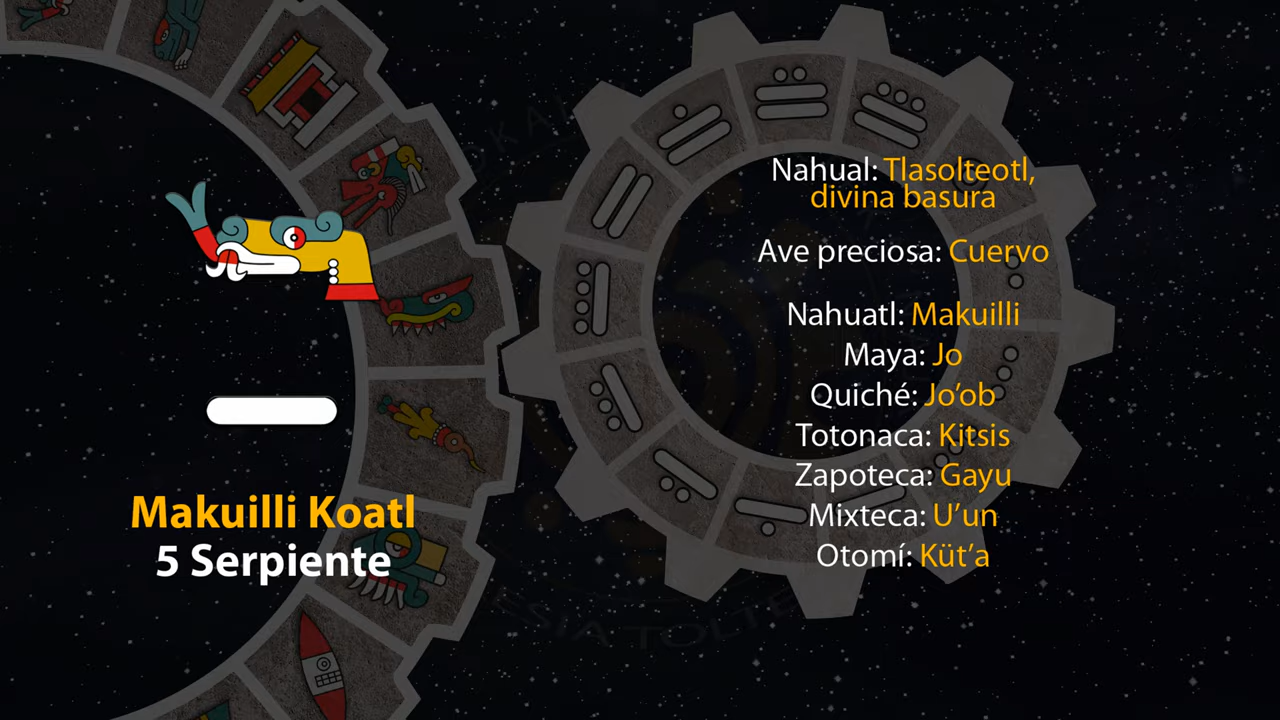 Nahual: Tlasolteotl,
divina basura
Ave preciosa: Cuervo
Nahuatl: Makuilli
Maya: Jo
Quiché: Jo’ob
Totonaca: Kitsis
Zapoteca: Gayu
Mixteca: U’un
Otomí: Küt’a
Makuilli Koatl
5 Serpiente